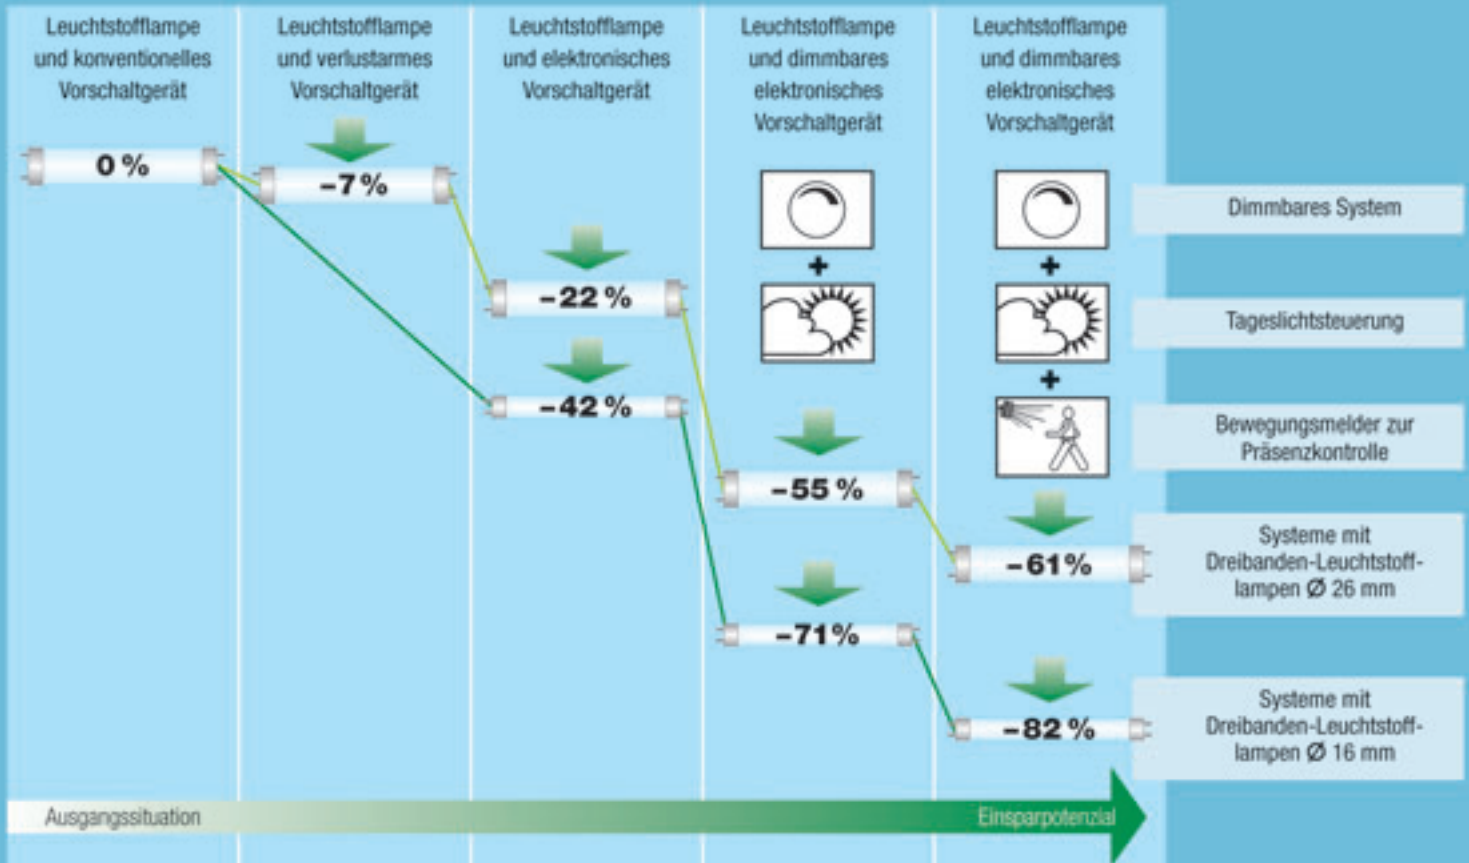 Leuchtstofflampe
und konventionelles
Vorschaltgerät
Leuchtstofflampe
und verlustarmes
Vorschaltgerät
Leuchtstofflampe
und elektronisches
Vorschaltgerät
Leuchtstofflampe
und dimmbares
elektronisches
Vorschaltgerät
Leuchtstofflampe
und dimmbares
elektronisches
Vorschaltgerät
0 %
–7 %
–22 %
–42 %
+
–55 %
–71 %
+
+
–61 %
–82 %
Dimmbares System
Tageslichtsteuerung
Bewegungsmelder zur
Präsenzkontrolle
Systeme mit
Dreibanden-Leuchtstoff-
lampen Ø 26 mm
Systeme mit
Dreibanden-Leuchtstoff-
lampen Ø 16 mm
Ausgangssituation
Einsparpotenzial